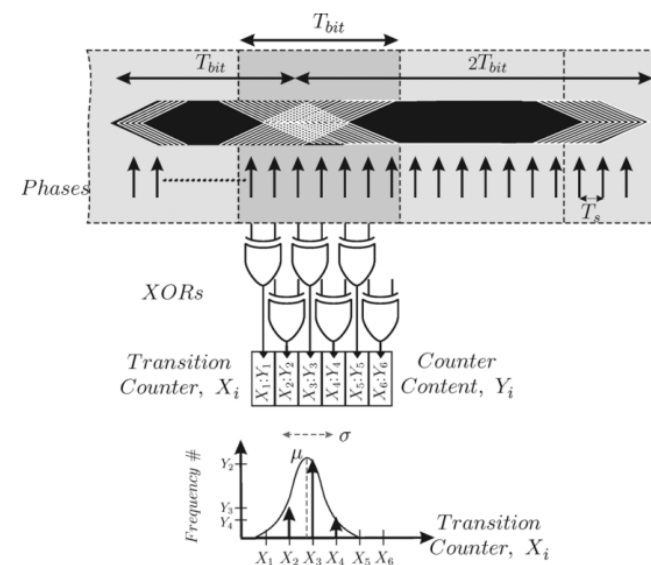 T_bit
T_bit
2T_bit
Phases
T_s
XORs
Transition
Counter, X_i
X_1:Y_1
X_2:Y_2
X_3:Y_3
X_4:Y_4
X_5:Y_5
X_6:Y_6
Counter
Content, Y_i
σ
μ
Frequency #
Y_2
Y_3
Y_4
X_1 X_2 X_3 X_4 X_5 X_6
Transition
Counter, X_i